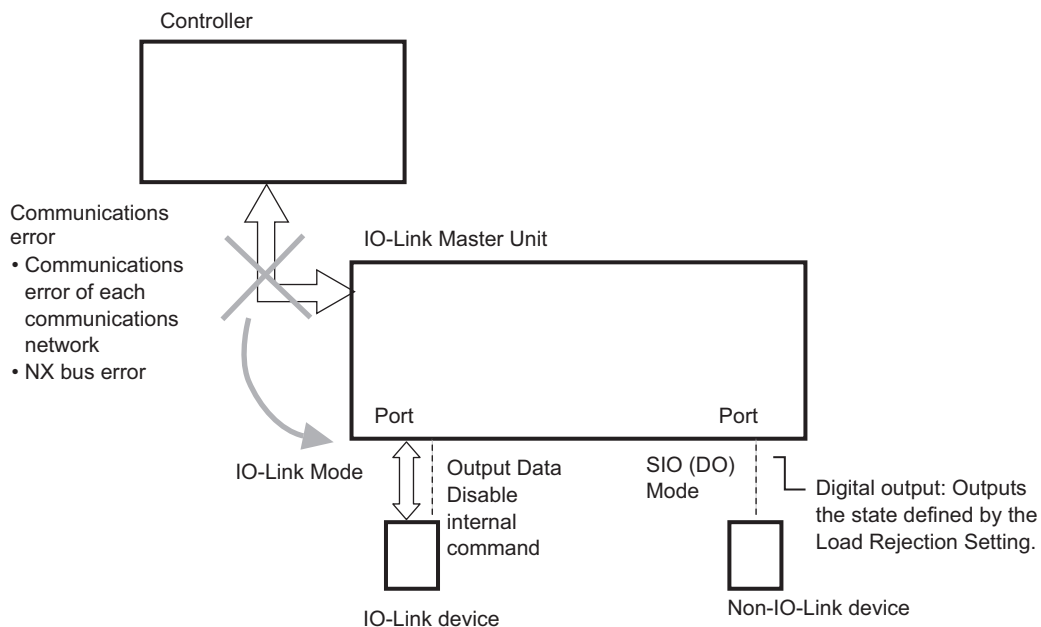 Controller
Communications
error
• Communications
error of each
communications
network
• NX bus error
IO-Link Master Unit
Port
Port
IO-Link Mode
Output Data
Disable
internal
command
SIO (DO)
Mode
Digital output: Outputs
the state defined by the
Load Rejection Setting.
IO-Link device
Non-IO-Link device